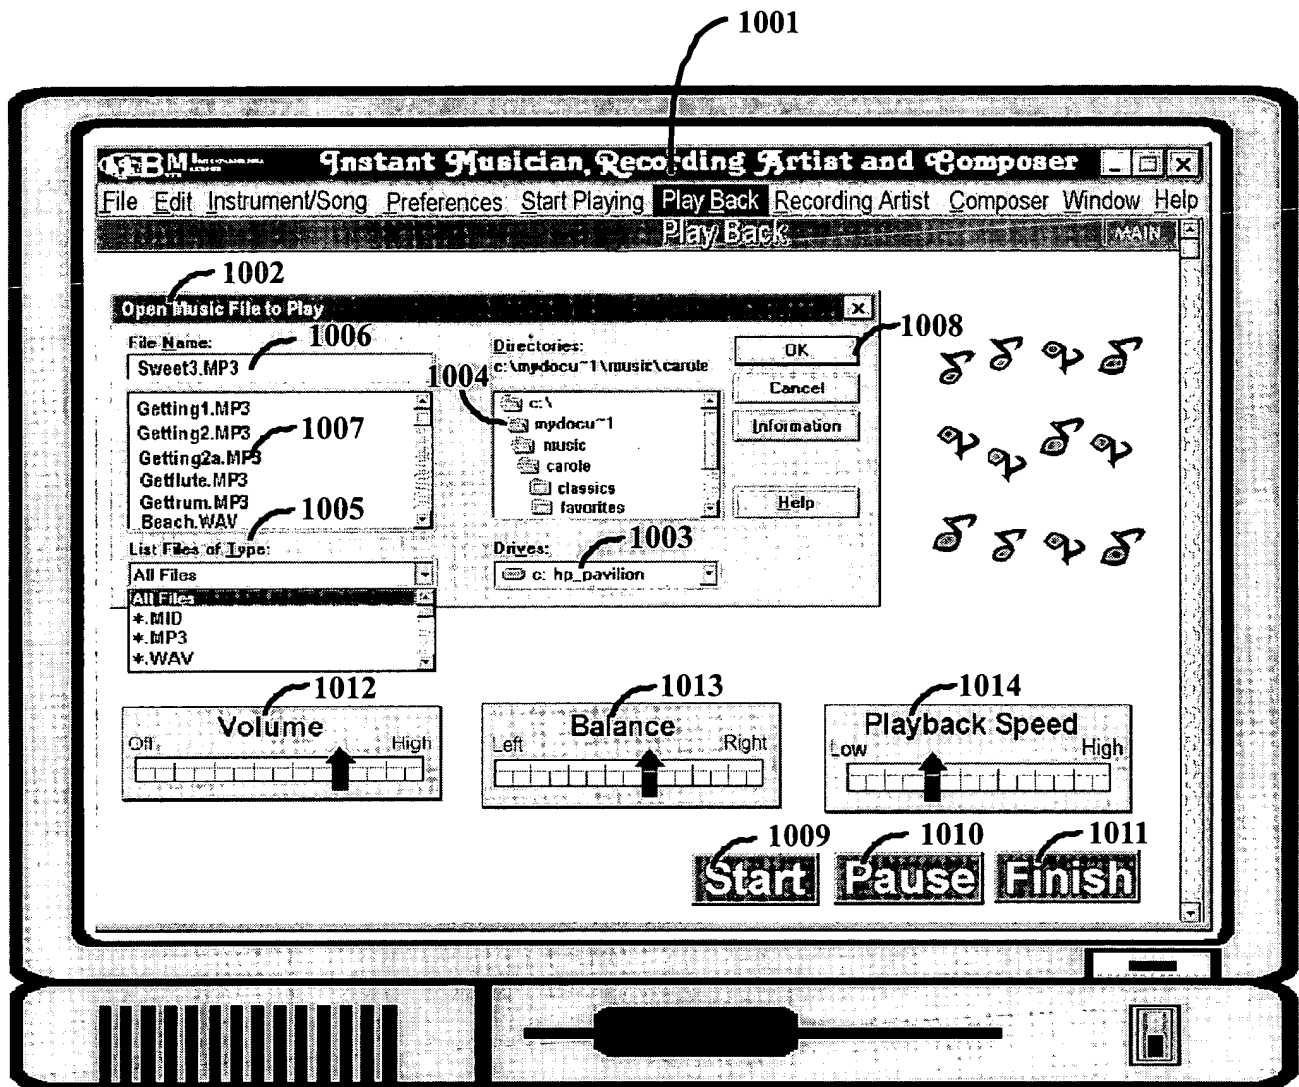 1001
Instant Musician, Recording Artist and Composer
File Edit Instrument/Song Preferences Start Playing Play Back Recording Artist Composer Window Help
Play Back MAIN
1002
Open Music File to Play
File Name:
1006
Sweet3.MP3
Getting1.MP3
Getting2.MP3
1007
Getting2a.MP3
Getflute.MP3
Gettrum.MP3
Beach.WAV
1005
List Files of Type:
All Files
All Files
*.MID
*.MP3
*.WAV
Directories:
c:\mydocu~1\music\carole
1004
c:\
mydocu~1
music
carole
classics
favorites
Drives:
1003
c: hp_pavilion
OK
1008
Cancel
Information
Help
1012
Volume
Off High
1013
Balance
Left Right
1014
Playback Speed
Low High
1009 1010 1011
Start Pause Finish